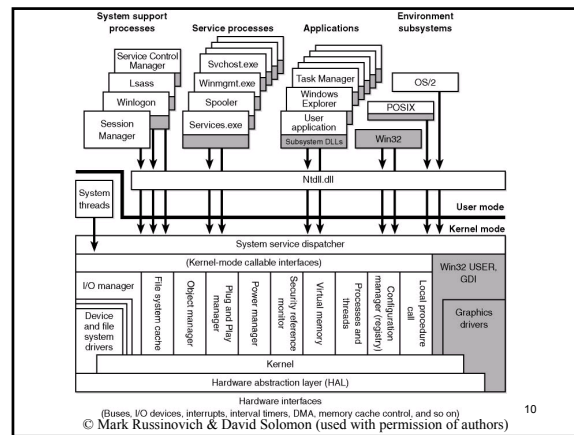 System support
processes
Service processes
Applications
Environment
subsystems
Service Control
Manager
Lsass
Winlogon
Session
Manager
Svchost.exe
Winmgmt.exe
Spooler
Services.exe
Task Manager
Windows
Explorer
User
application
Subsystem DLLs
OS/2
POSIX
Win32
Ntdll.dll
System
threads
User mode
Kernel mode
System service dispatcher
(Kernel-mode callable interfaces)
I/O manager
Device
and file
system
drivers
File system cache
Object manager
Plug and Play
manager
Power manager
Security reference
monitor
Virtual memory
Processes and
threads
Configuration
manager (registry)
Local procedure
call
Win32 USER,
GDI
Graphics
drivers
Kernel
Hardware abstraction layer (HAL)
Hardware interfaces
(Buses, I/O devices, interrupts, interval timers, DMA, memory cache control, and so on)
10
© Mark Russinovich & David Solomon (used with permission of authors)